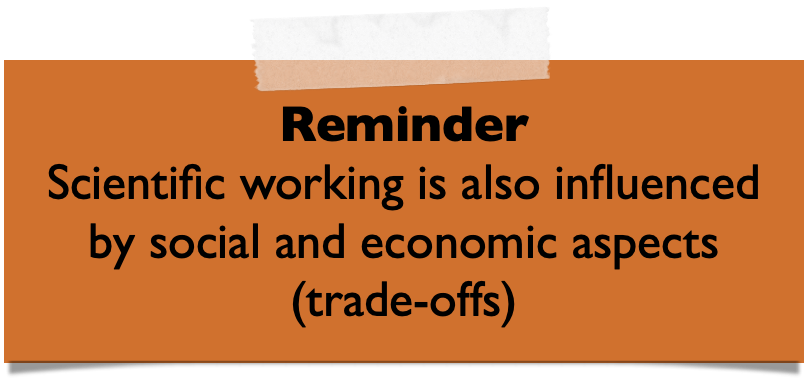 Reminder
Scientific working is also influenced
by social and economic aspects
(trade-offs)